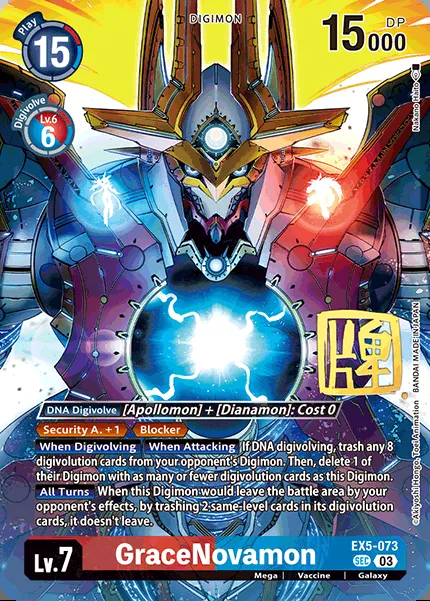 Play
15
DIGIMON
15000
DP
Digivolve
Lv.6
6
Nakano Haito
牌
DNA Digivolve [Apollomon] + [Dianamon]: Cost 0
Security A. +1 Blocker
When Digivolving When Attacking If DNA digivolving, trash any 8
digivolution cards from your opponent's Digimon. Then, delete 1 of
their Digimon with as many or fewer digivolution cards as this Digimon.
All Turns When this Digimon would leave the battle area by your
opponent's effects, by trashing 2 same-level cards in its digivolution
cards, it doesn't leave.
©Akiyoshi Hongo, Toei Animation BANDAI MADE IN JAPAN
Lv.7
GraceNovamon
EX5-073
SEC 03
Mega | Vaccine | Galaxy